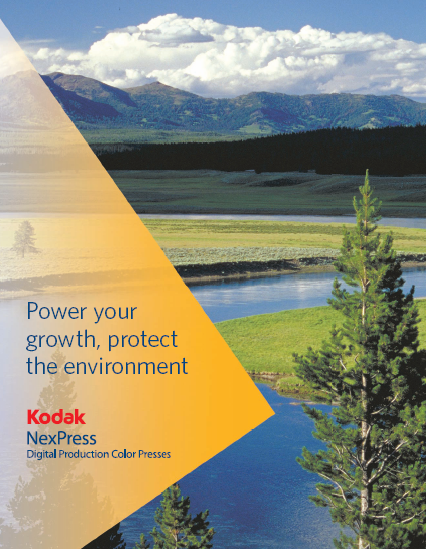 Power your
growth, protect
the environment
Kodak
NexPress
Digital Production Color Presses